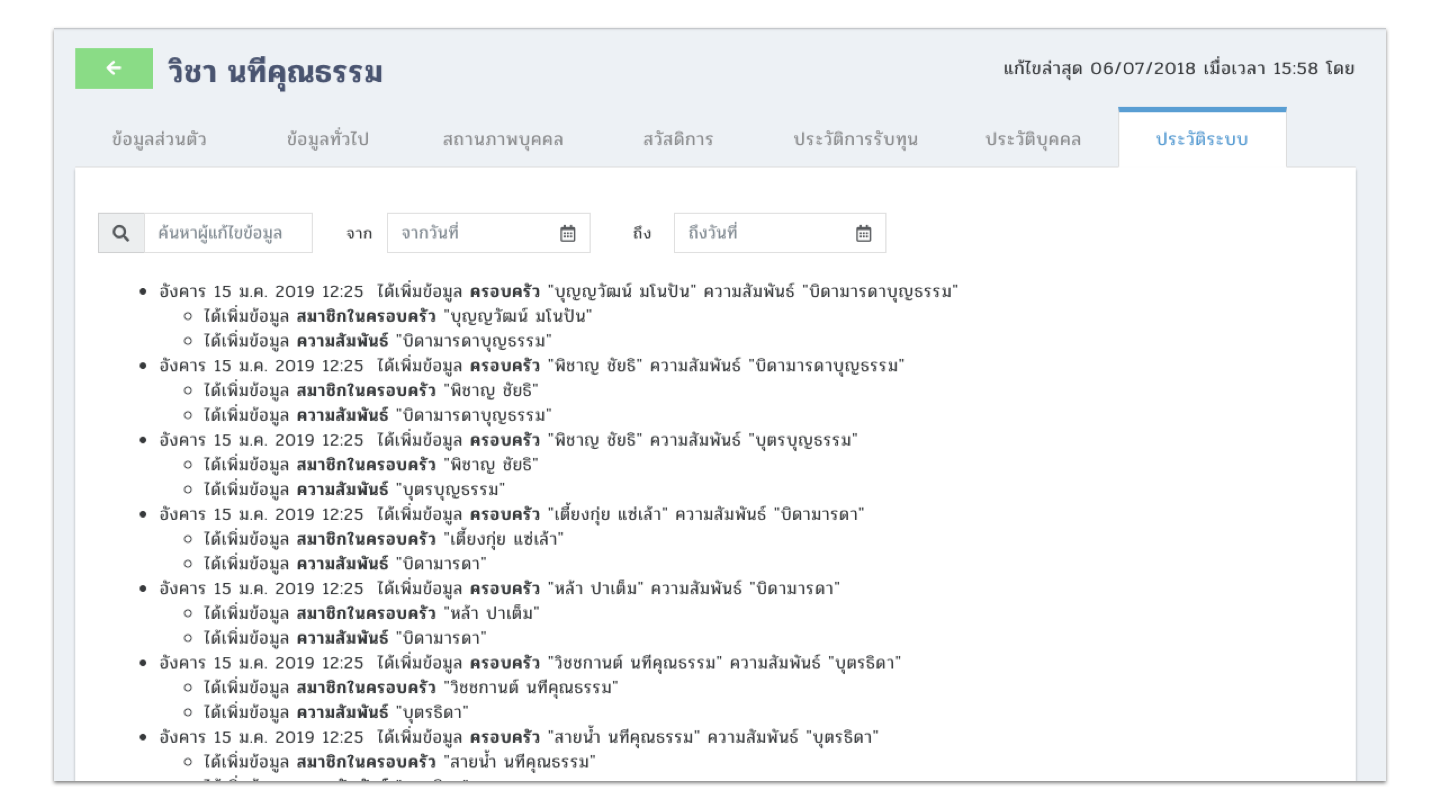 วิชา นทีคุณธรรม
แก้ไขล่าสุด 06/07/2018 เมื่อเวลา 15:58 โดย
ข้อมูลส่วนตัว ข้อมูลทั่วไป สถานภาพบุคคล สวัสดิการ ประวัติการรับทุน ประวัติบุคคล ประวัติระบบ
ค้นหาผู้แก้ไขข้อมูล จาก จากวันที่ ถึง ถึงวันที่
อังคาร 15 ม.ค. 2019 12:25 ได้เพิ่มข้อมูล ครอบครัว "บุญญวัฒน์ มโนปัน" ความสัมพันธ์ "บิดามารดาบุญธรรม"
ได้เพิ่มข้อมูล สมาชิกในครอบครัว "บุญญวัฒน์ มโนปัน"
ได้เพิ่มข้อมูล ความสัมพันธ์ "บิดามารดาบุญธรรม"
อังคาร 15 ม.ค. 2019 12:25 ได้เพิ่มข้อมูล ครอบครัว "พิชาญ ชัยธิ" ความสัมพันธ์ "บิดามารดาบุญธรรม"
ได้เพิ่มข้อมูล สมาชิกในครอบครัว "พิชาญ ชัยธิ"
ได้เพิ่มข้อมูล ความสัมพันธ์ "บิดามารดาบุญธรรม"
อังคาร 15 ม.ค. 2019 12:25 ได้เพิ่มข้อมูล ครอบครัว "พิชาญ ชัยธิ" ความสัมพันธ์ "บุตรบุญธรรม"
ได้เพิ่มข้อมูล สมาชิกในครอบครัว "พิชาญ ชัยธิ"
ได้เพิ่มข้อมูล ความสัมพันธ์ "บุตรบุญธรรม"
อังคาร 15 ม.ค. 2019 12:25 ได้เพิ่มข้อมูล ครอบครัว "เตี้ยงกุ่ย แซ่เล้า" ความสัมพันธ์ "บิดามารดา"
ได้เพิ่มข้อมูล สมาชิกในครอบครัว "เตี้ยงกุ่ย แซ่เล้า"
ได้เพิ่มข้อมูล ความสัมพันธ์ "บิดามารดา"
อังคาร 15 ม.ค. 2019 12:25 ได้เพิ่มข้อมูล ครอบครัว "หล้า ปาเต็ม" ความสัมพันธ์ "บิดามารดา"
ได้เพิ่มข้อมูล สมาชิกในครอบครัว "หล้า ปาเต็ม"
ได้เพิ่มข้อมูล ความสัมพันธ์ "บิดามารดา"
อังคาร 15 ม.ค. 2019 12:25 ได้เพิ่มข้อมูล ครอบครัว "วิชชกานต์ นทีคุณธรรม" ความสัมพันธ์ "บุตรธิดา"
ได้เพิ่มข้อมูล สมาชิกในครอบครัว "วิชชกานต์ นทีคุณธรรม"
ได้เพิ่มข้อมูล ความสัมพันธ์ "บุตรธิดา"
อังคาร 15 ม.ค. 2019 12:25 ได้เพิ่มข้อมูล ครอบครัว "สายน้ำ นทีคุณธรรม" ความสัมพันธ์ "บุตรธิดา"
ได้เพิ่มข้อมูล สมาชิกในครอบครัว "สายน้ำ นทีคุณธรรม"